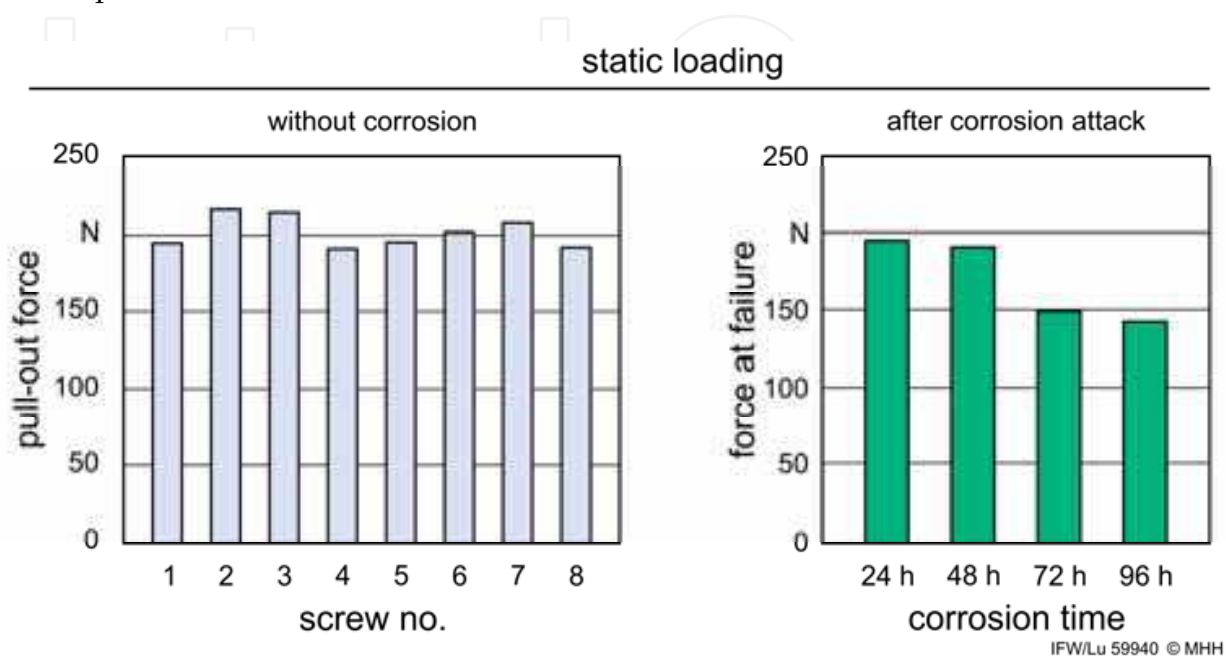 static loading
without corrosion
250
N
150
100
50
0
pull-out force
1 2 3 4 5 6 7 8
screw no.
after corrosion attack
250
N
150
100
50
0
force at failure
24 h 48 h 72 h 96 h
corrosion time
IFW/Lu 59940 © MHH